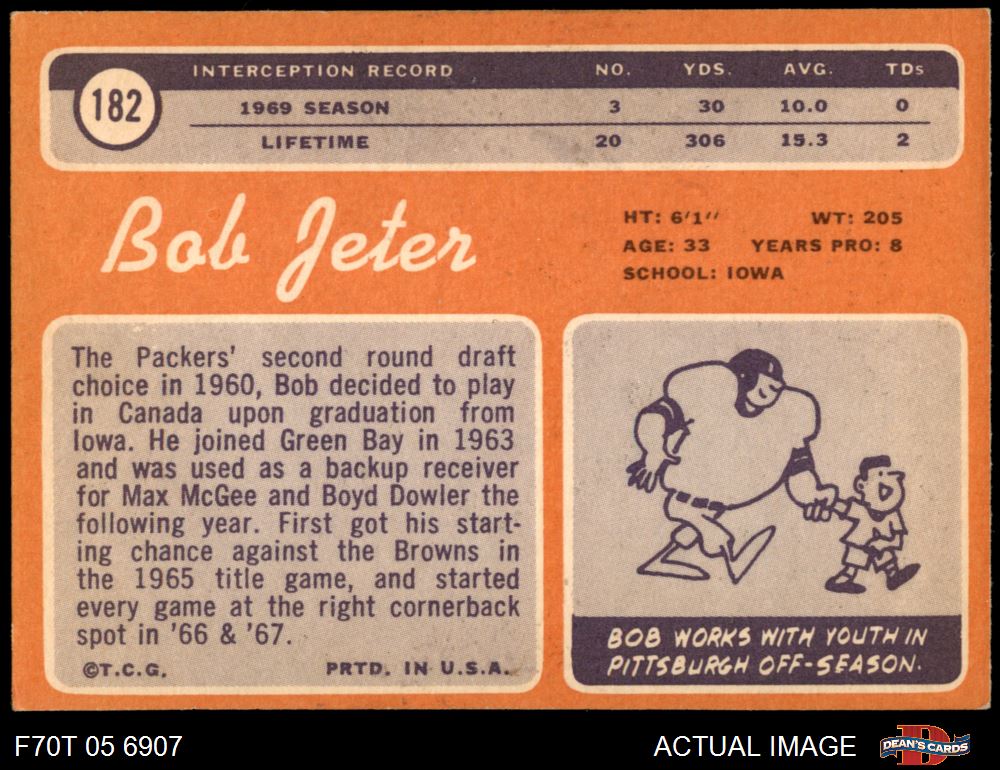 182
INTERCEPTION RECORD NO. YDS. AVG. TDs
1969 SEASON 3 30 10.0 0
LIFETIME 20 306 15.3 2
Bob Jeter
HT: 6'1" WT: 205
AGE: 33 YEARS PRO: 8
SCHOOL: IOWA
The Packers' second round draft
choice in 1960, Bob decided to play
in Canada upon graduation from
Iowa. He joined Green Bay in 1963
and was used as a backup receiver
for Max McGee and Boyd Dowler the
following year. First got his start-
ing chance against the Browns in
the 1965 title game, and started
every game at the right cornerback
spot in '66 & '67.
©T.C.G. PRTD. IN U.S.A.
BOB WORKS WITH YOUTH IN
PITTSBURGH OFF-SEASON.
F70T 05 6907
ACTUAL IMAGE
D
DEAN'S CARDS